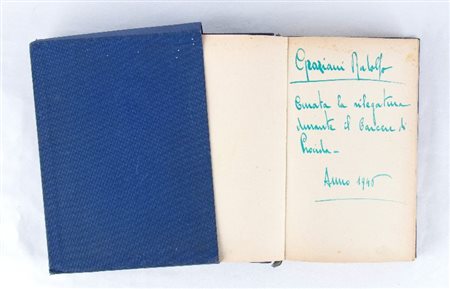 Graziani Rodolfo
Curata la rilegatura
durante il Carcere di
Procida -
Anno 1945